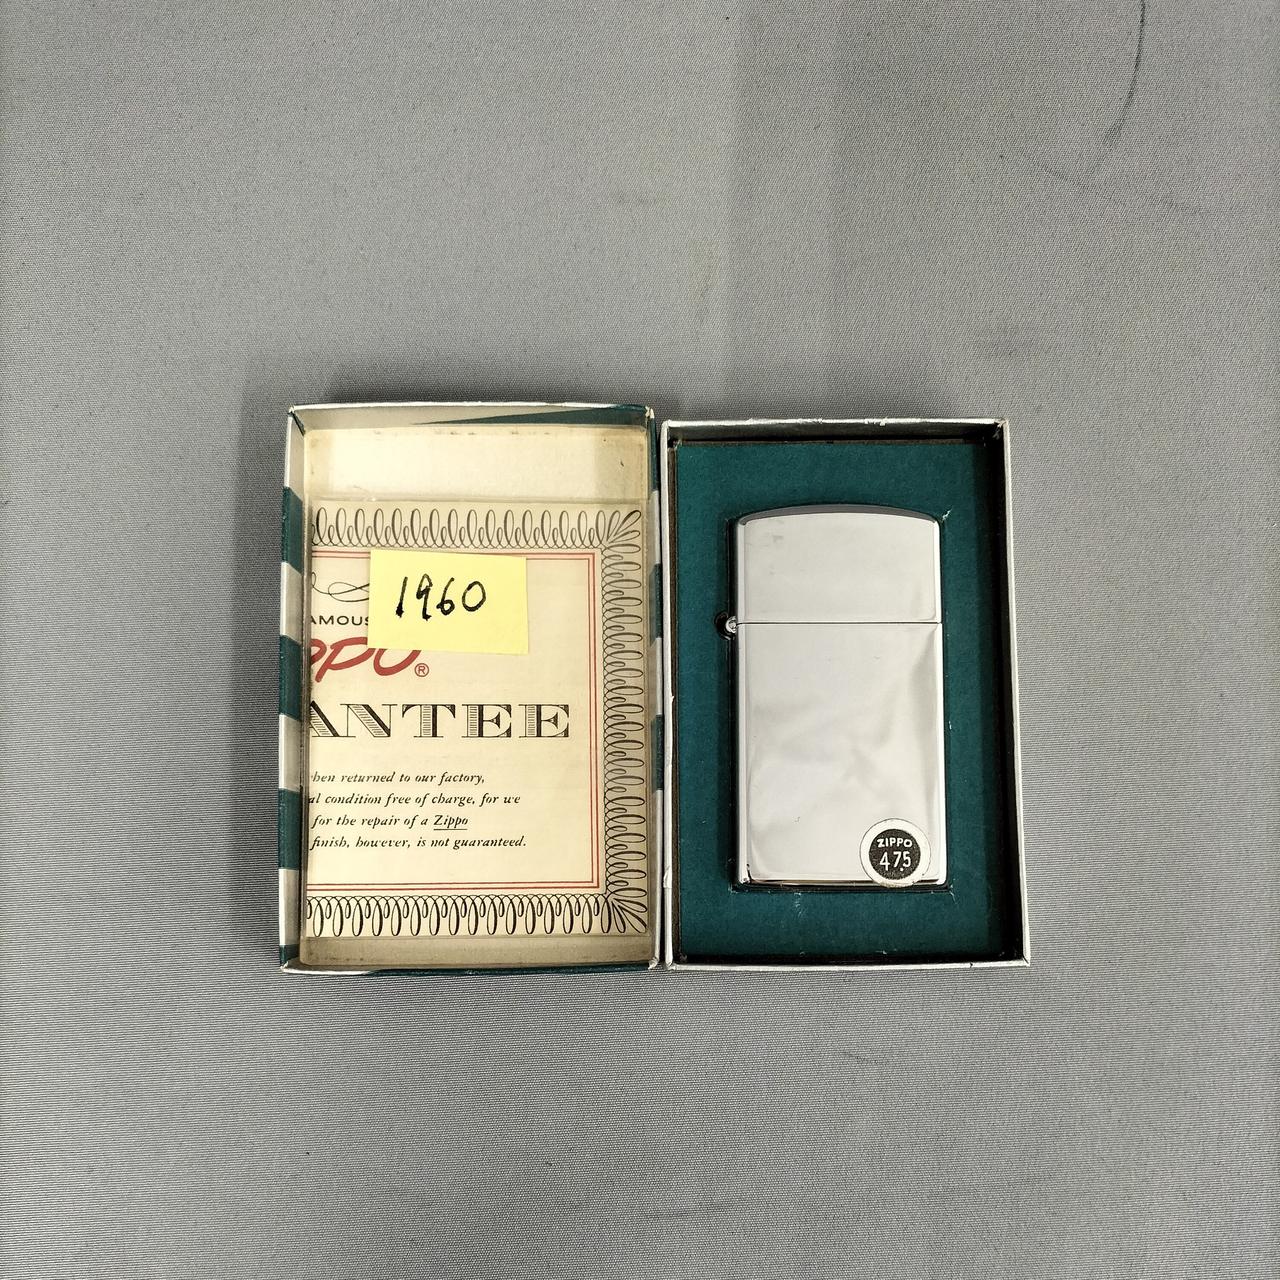 1960
AMOUS
ppo®
ANTEE
when returned to our factory,
al condition free of charge, for we
for the repair of a Zippo
finish, however, is not guaranteed.
ZIPPO
4.75